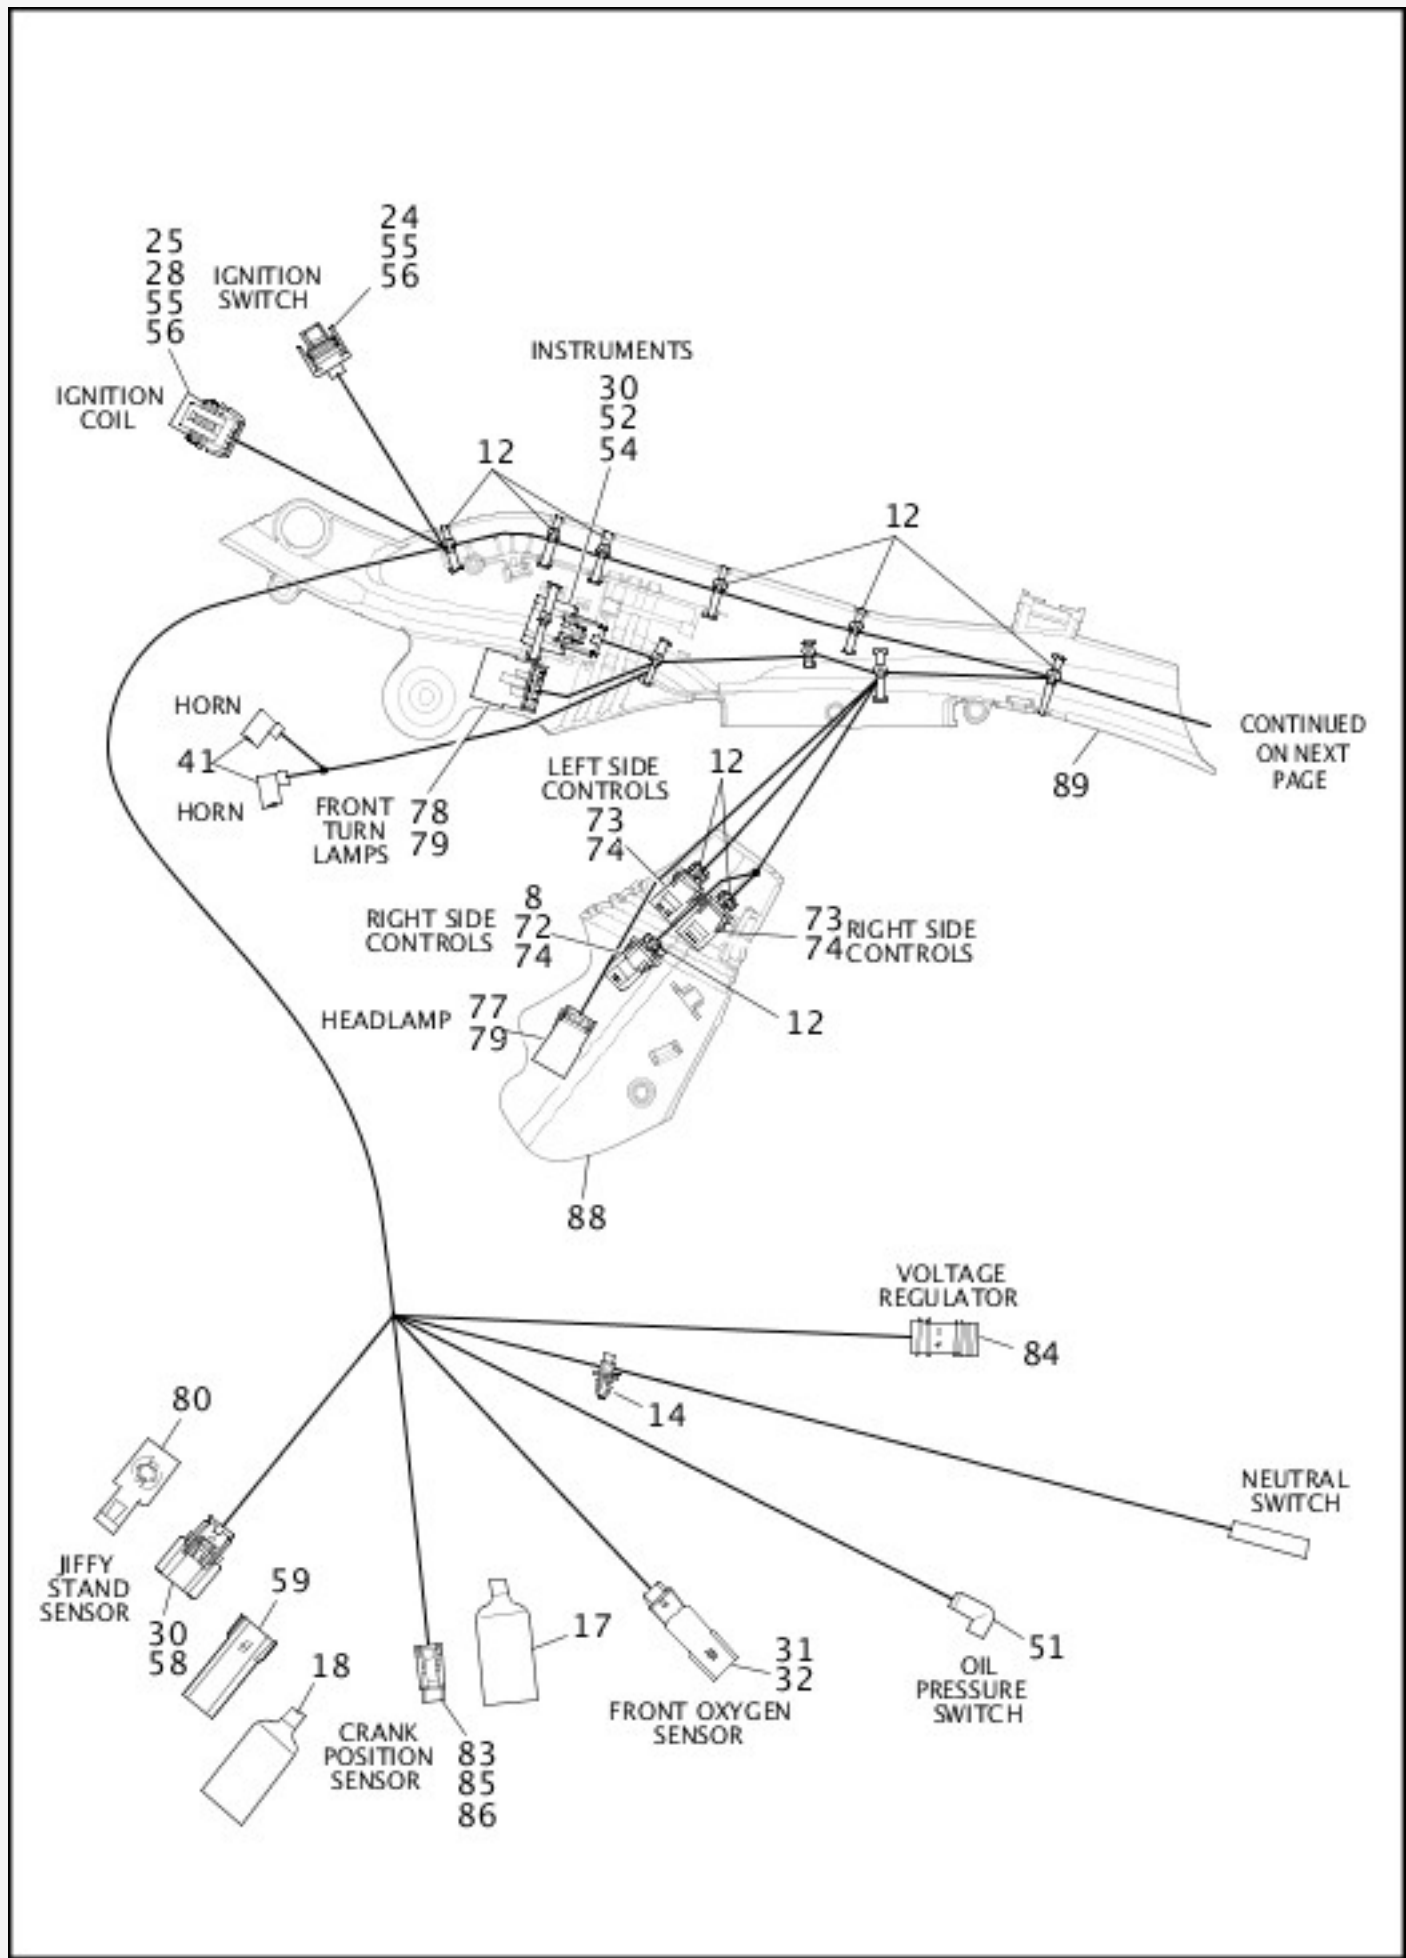 25
28
55
56
IGNITION
SWITCH
24
55
56
IGNITION
COIL
INSTRUMENTS
30
52
54
12
12
HORN
41
HORN
FRONT
TURN
LAMPS
78
79
LEFT SIDE
CONTROLS
73
74
12
89
CONTINUED
ON NEXT
PAGE
RIGHT SIDE
CONTROLS
8
72
74
73
74
RIGHT SIDE
CONTROLS
HEADLAMP
77
79
12
88
VOLTAGE
REGULATOR
84
14
80
NEUTRAL
SWITCH
JIFFY
STAND
SENSOR
30
58
59
18
17
CRANK
POSITION
SENSOR
83
85
86
31
32
FRONT OXYGEN
SENSOR
51
OIL
PRESSURE
SWITCH